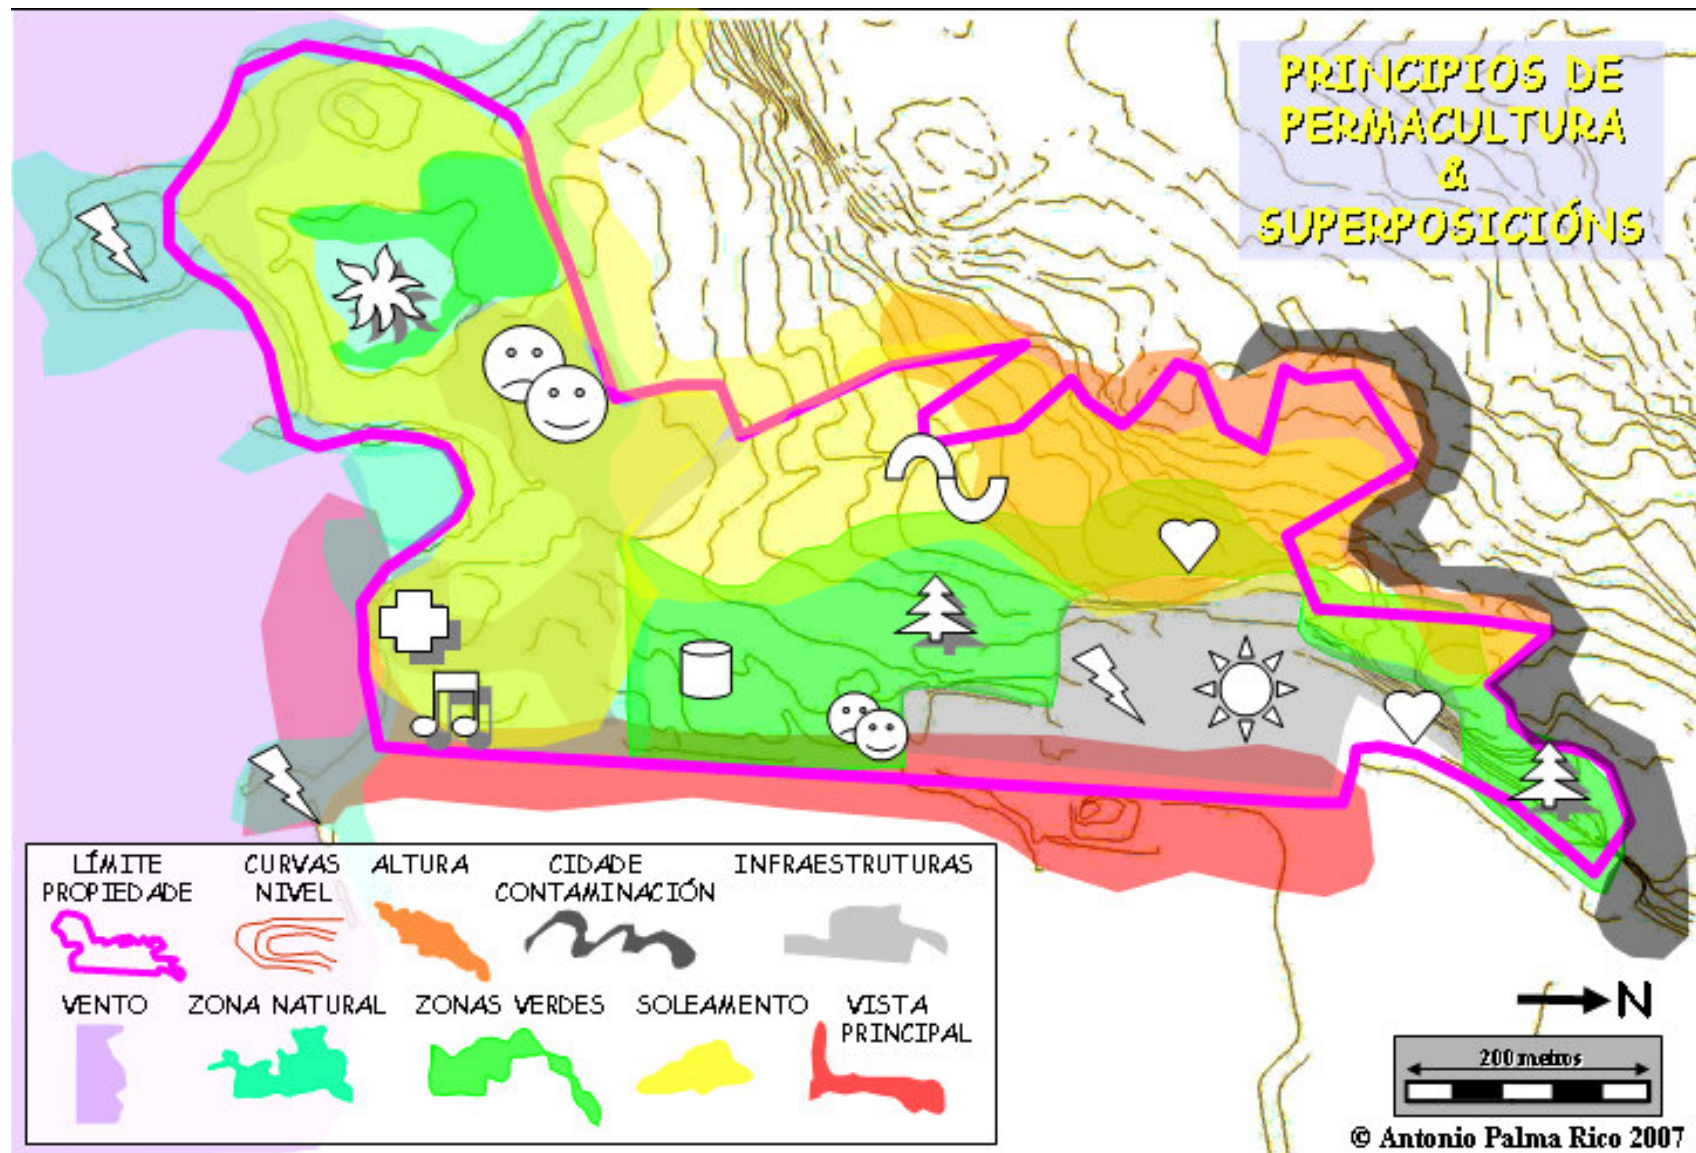 PRINCIPIOS DE
PERMACULTURA
&
SUPERPOSICIÓNS
LÍMITE
PROPIEDADE
CURVAS
NIVEL
ALTURA
CIDADE
CONTAMINACIÓN
INFRAESTRUTURAS
VENTO
ZONA NATURAL
ZONAS VERDES
SOLEAMENTO
VISTA
PRINCIPAL
N
200 metros
© Antonio Palma Rico 2007